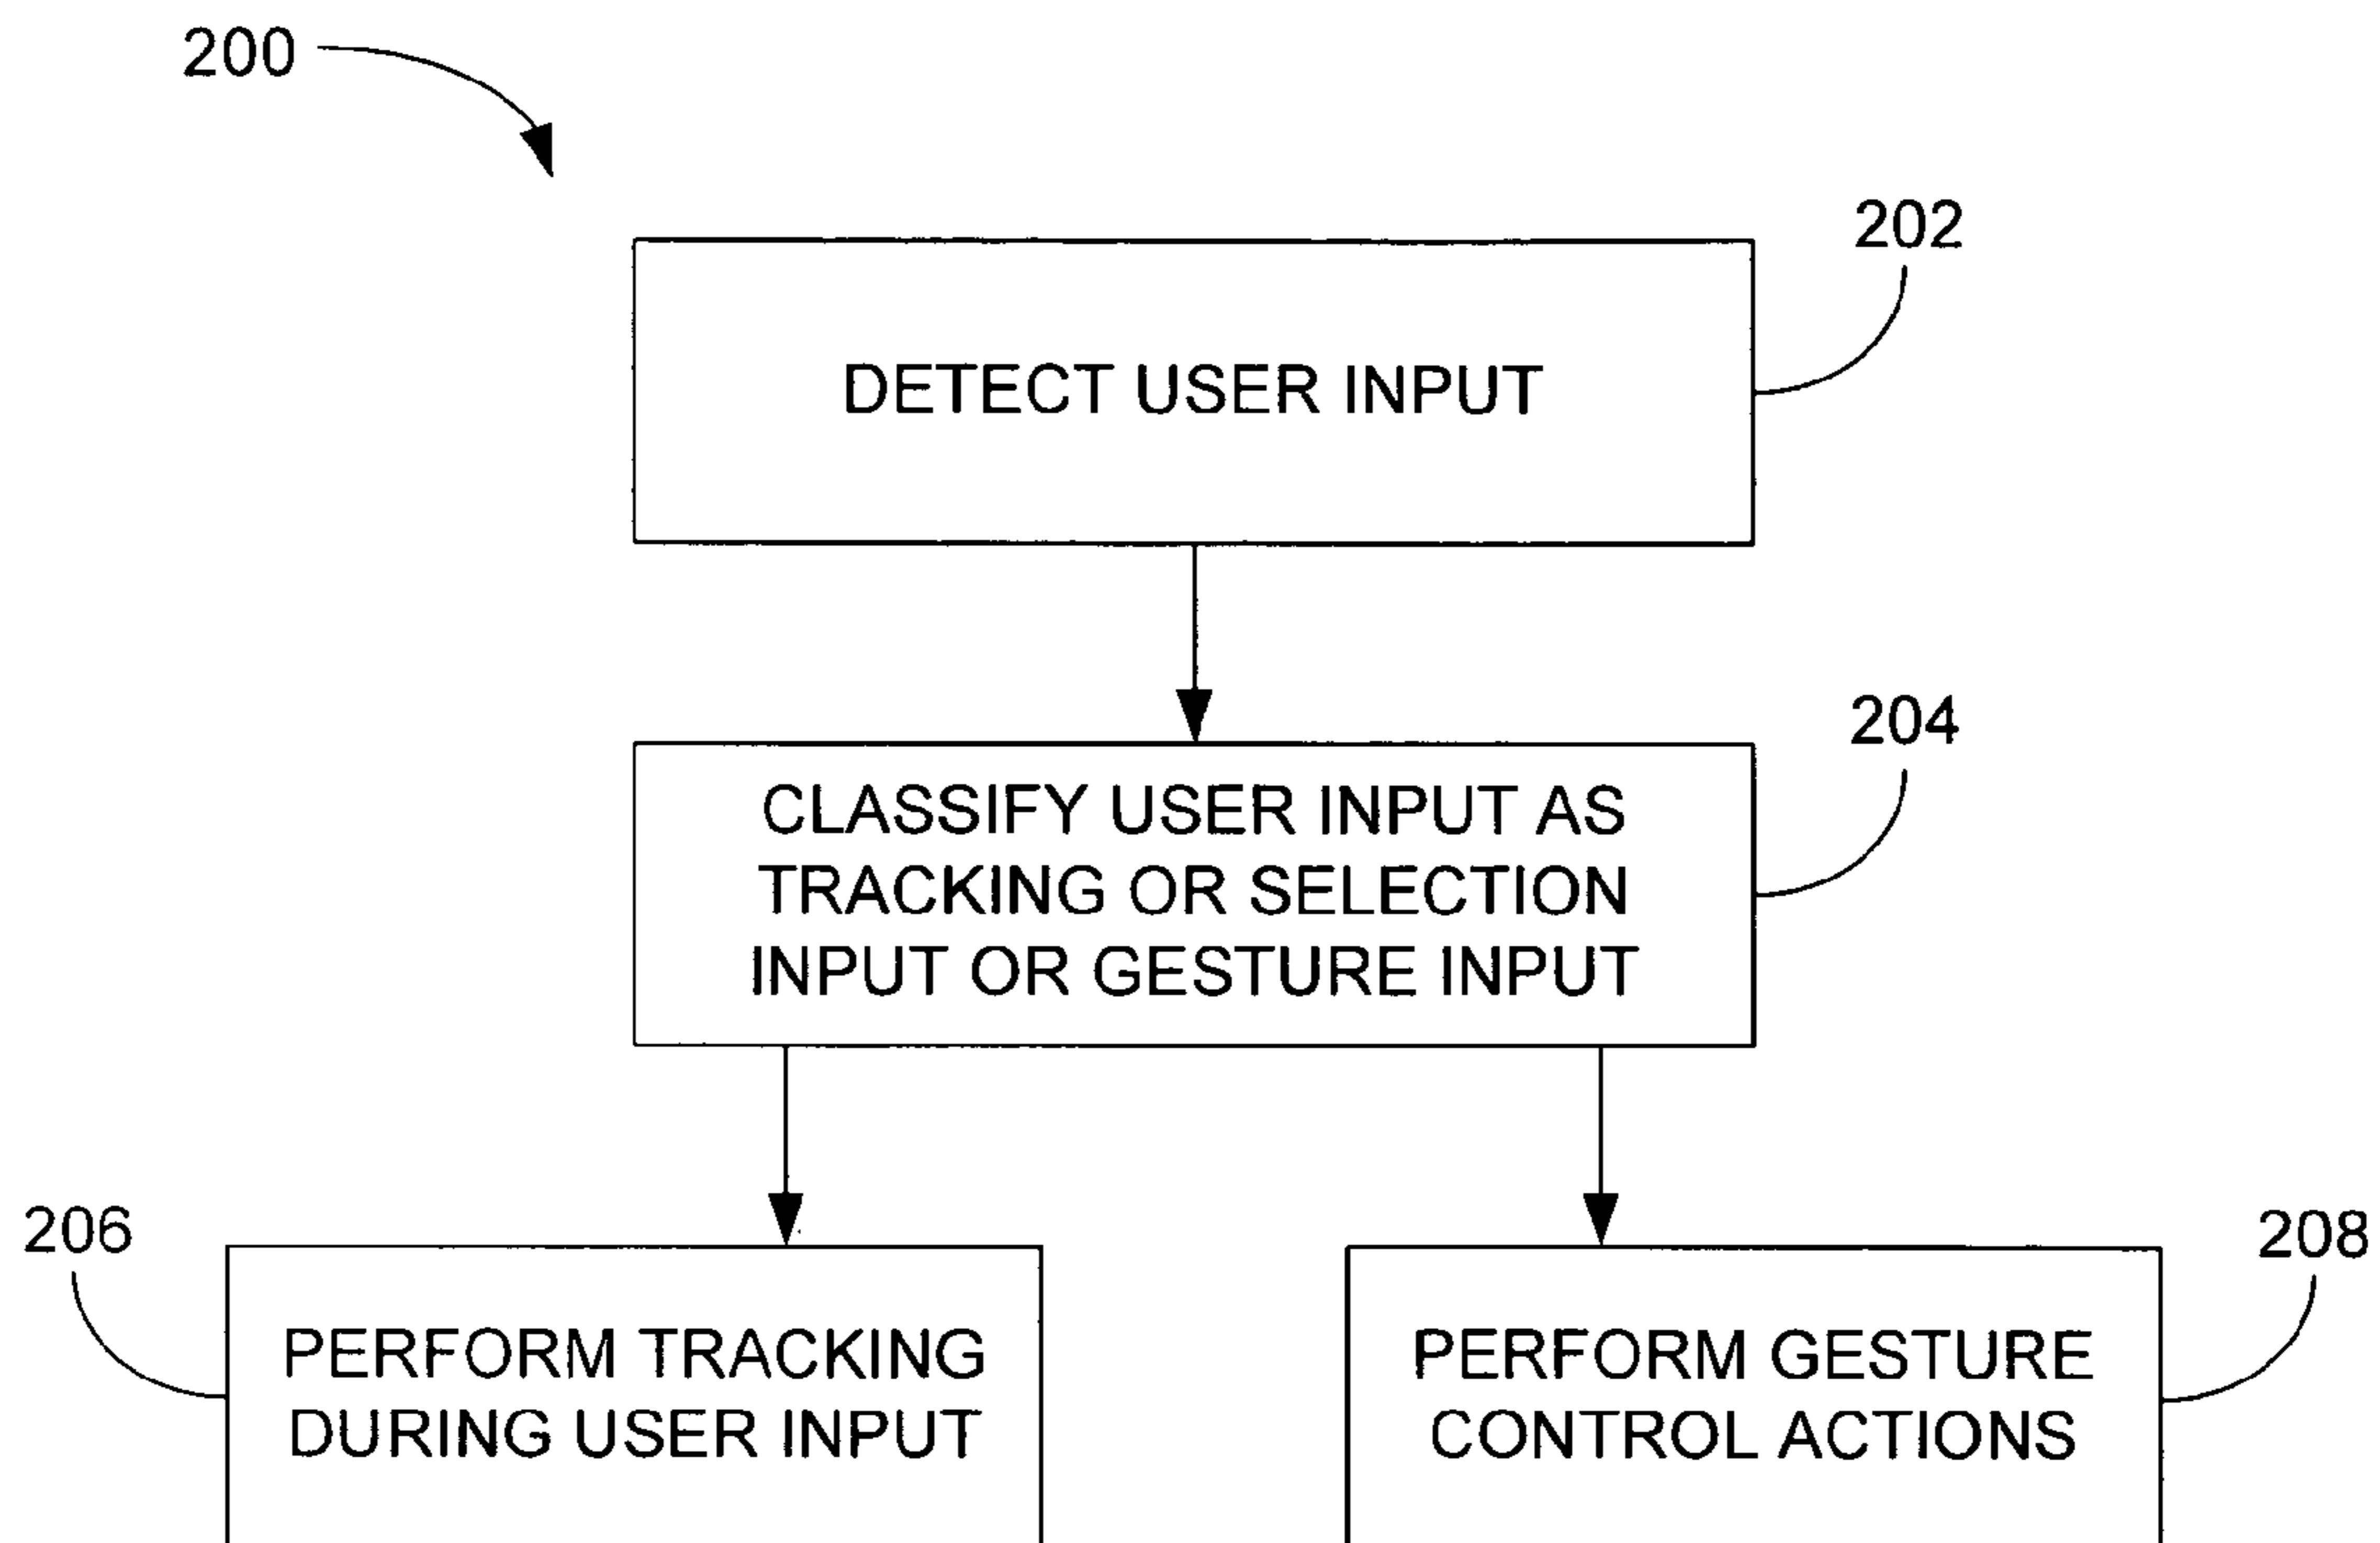 200
202
DETECT USER INPUT
204
CLASSIFY USER INPUT AS
TRACKING OR SELECTION
INPUT OR GESTURE INPUT
206
PERFORM TRACKING
DURING USER INPUT
208
PERFORM GESTURE
CONTROL ACTIONS